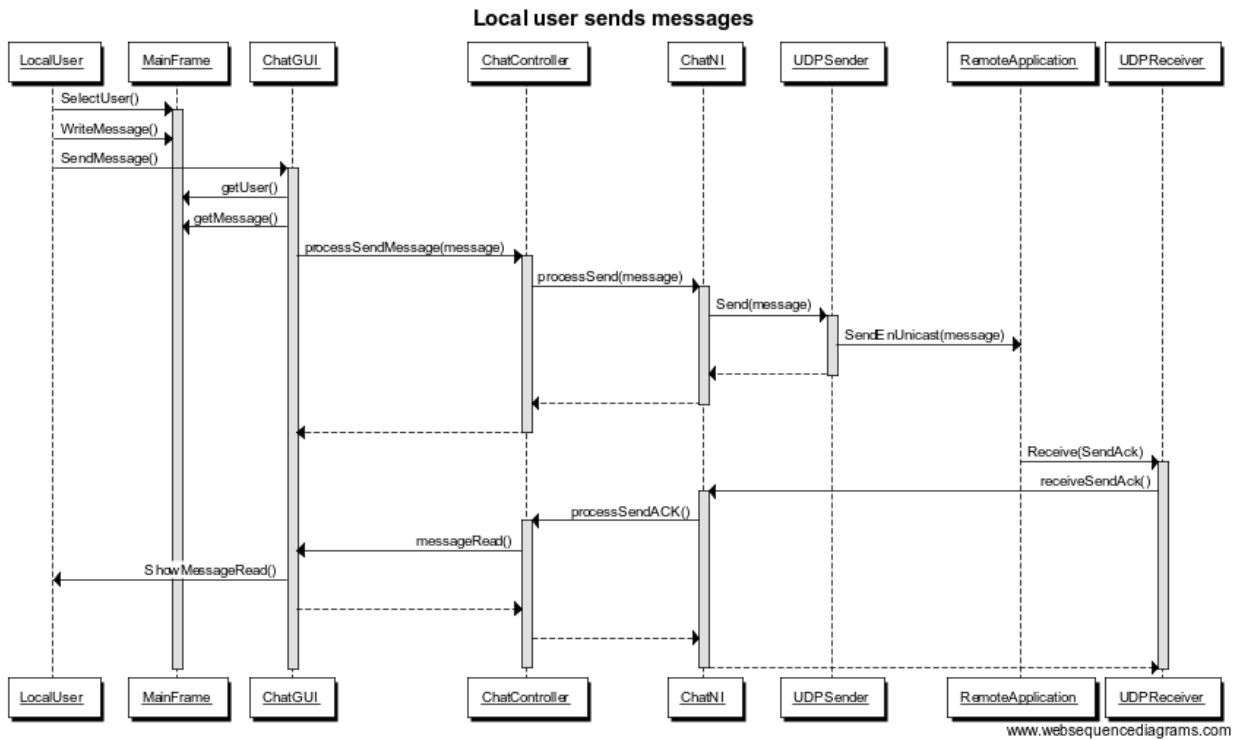 Local user sends messages
LocalUser MainFrame ChatGUI ChatController ChatNI UDPSender RemoteApplication UDPReceiver
SelectUser()
WriteMessage()
SendMessage()
getUser()
getMessage()
processSendMessage(message)
processSend(message)
Send(message)
SendEnUnicast(message)
Receive(SendAck)
receiveSendAck()
processSendACK()
messageRead()
ShowMessageRead()
LocalUser MainFrame ChatGUI ChatController ChatNI UDPSender RemoteApplication UDPReceiver
www.websequencediagrams.com